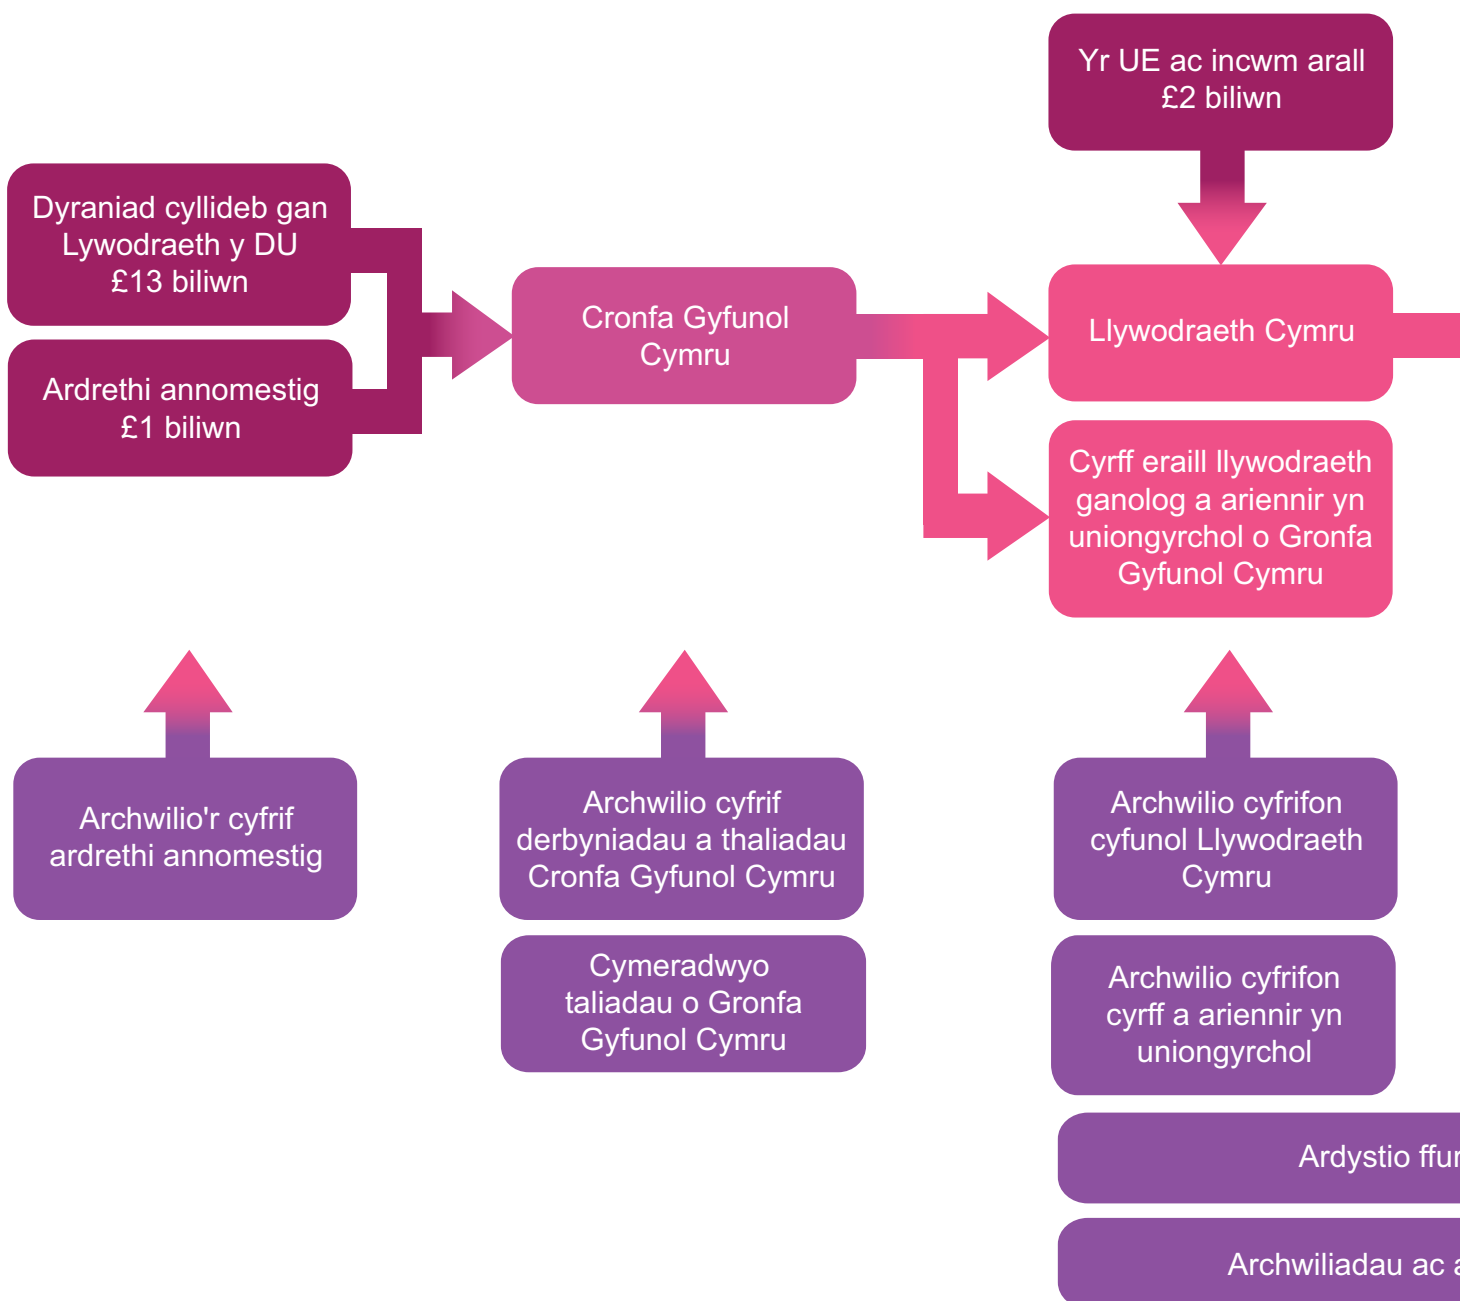 Yr UE ac incwm arall
£2 biliwn
Dyraniad cyllideb gan
Lywodraeth y DU
£13 biliwn
Ardrethi annomestig
£1 biliwn
Cronfa Gyfunol
Cymru
Llywodraeth Cymru
Cyrff eraill llywodraeth
ganolog a ariennir yn
uniongyrchol o Gronfa
Gyfunol Cymru
Archwilio'r cyfrif
ardrethi annomestig
Archwilio cyfrif
derbyniadau a thaliadau
Cronfa Gyfunol Cymru
Cymeradwyo
taliadau o Gronfa
Gyfunol Cymru
Archwilio cyfrifon
cyfunol Llywodraeth
Cymru
Archwilio cyfrifon
cyrff a ariennir yn
uniongyrchol
Ardystio
Archwiliadau ac